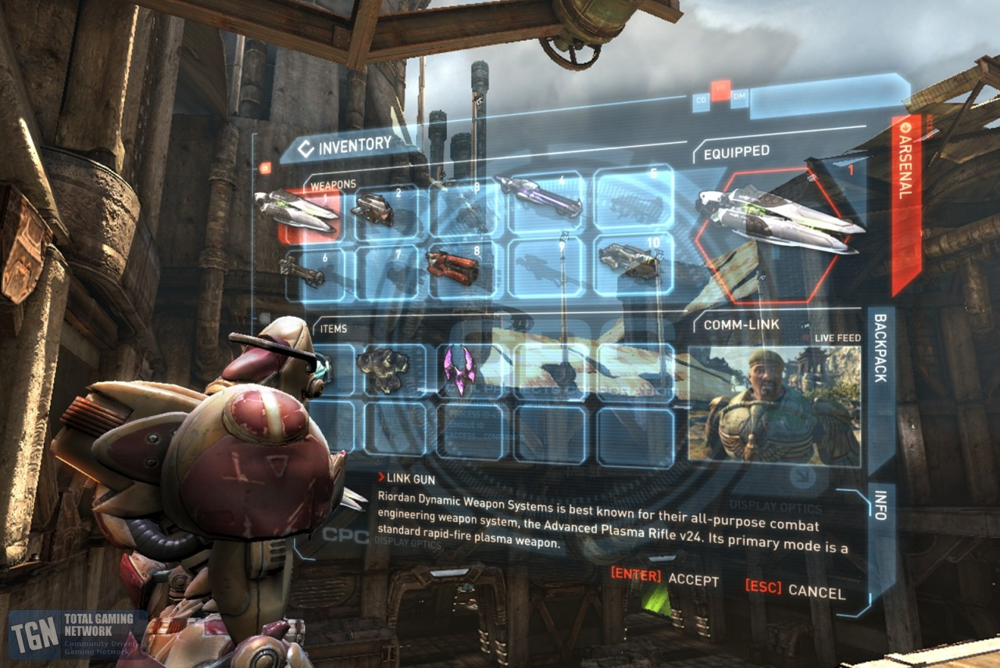 CD
DM
INVENTORY
EQUIPPED
ARSENAL
WEAPONS
1
2
3
4
5
1
6
7
8
9
10
ITEMS
COMM-LINK
LIVE FEED
BACKPACK
> LINK GUN
Riordan Dynamic Weapon Systems is best known for their all-purpose combat
engineering weapon system, the Advanced Plasma Rifle v24. Its primary mode is a
standard rapid-fire plasma weapon.
DISPLAY OPTICS
INFO
CPC
DISPLAY OPTICS
[ENTER] ACCEPT
[ESC] CANCEL
TGN
TOTAL GAMING
NETWORK
Community Driven
Gaming Network